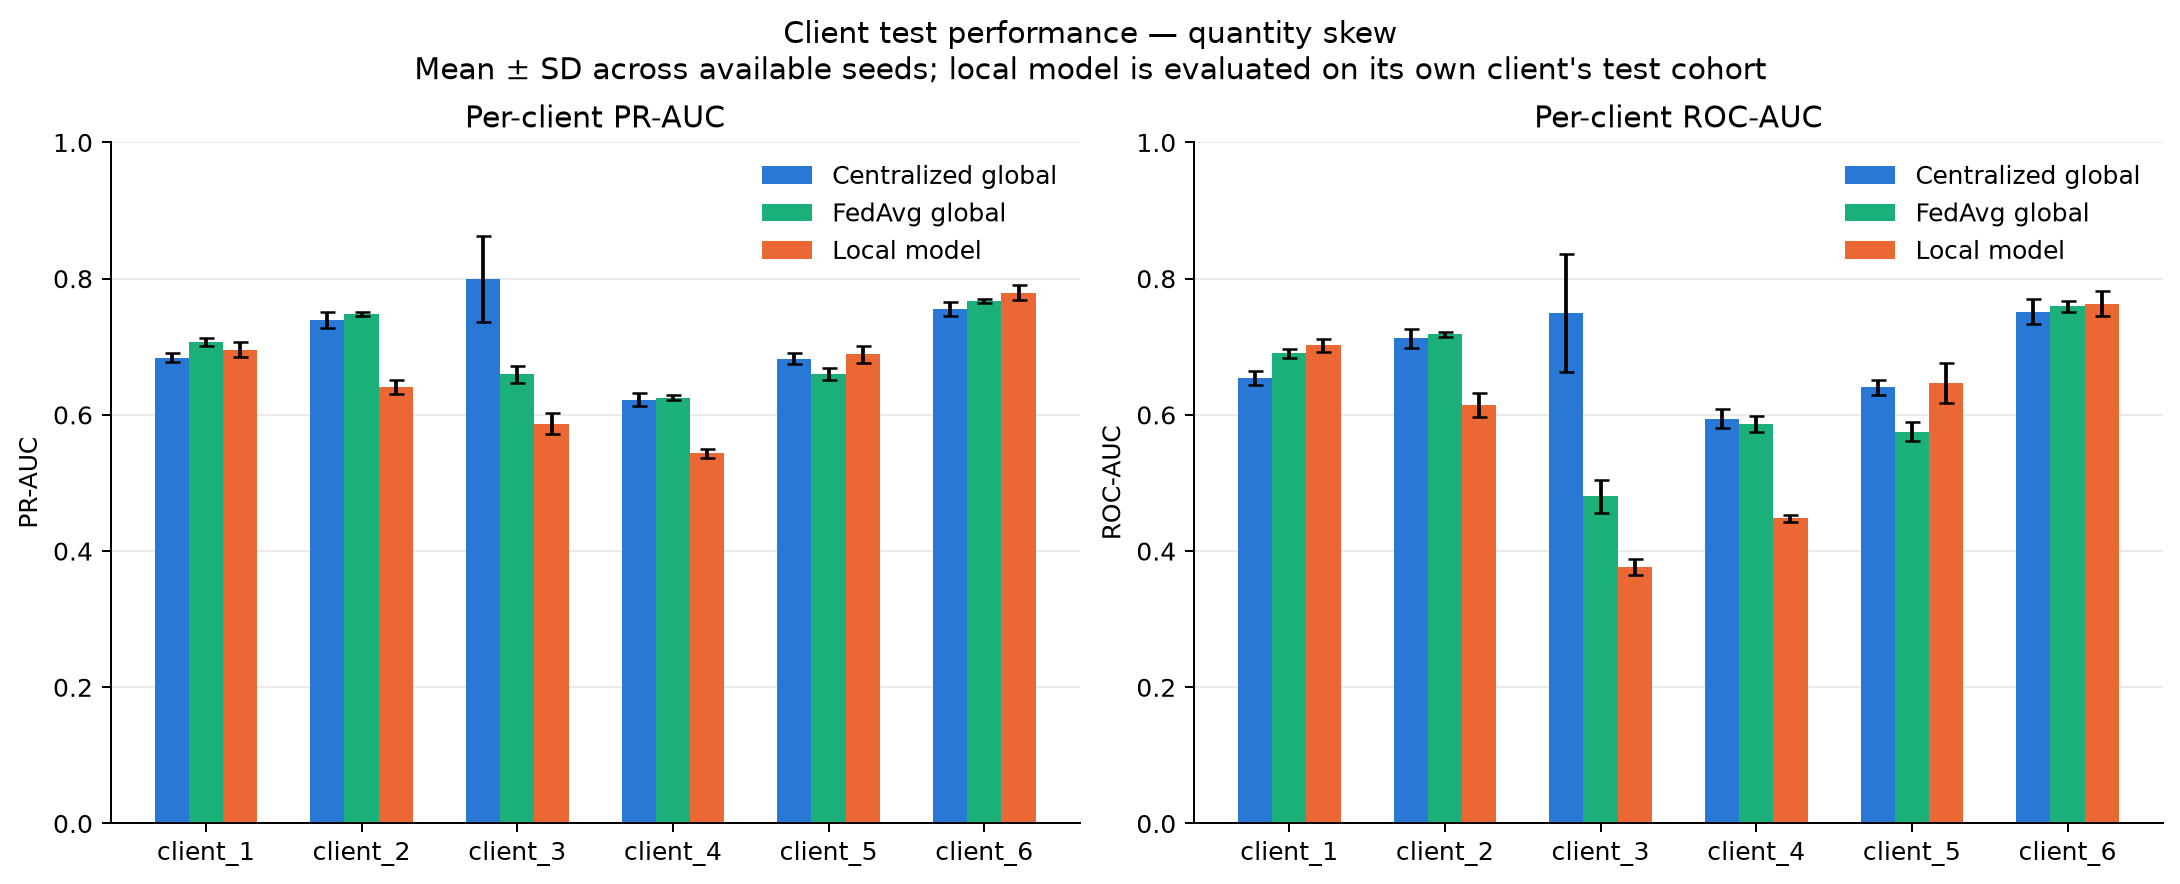 Client test performance — quantity skew
Mean ± SD across available seeds; local model is evaluated on its own client's test cohort
Per-client PR-AUC
PR-AUC
1.0
0.8
0.6
0.4
0.2
0.0
Centralized global
FedAvg global
Local model
client_1
client_2
client_3
client_4
client_5
client_6
Per-client ROC-AUC
ROC-AUC
1.0
0.8
0.6
0.4
0.2
0.0
Centralized global
FedAvg global
Local model
client_1
client_2
client_3
client_4
client_5
client_6